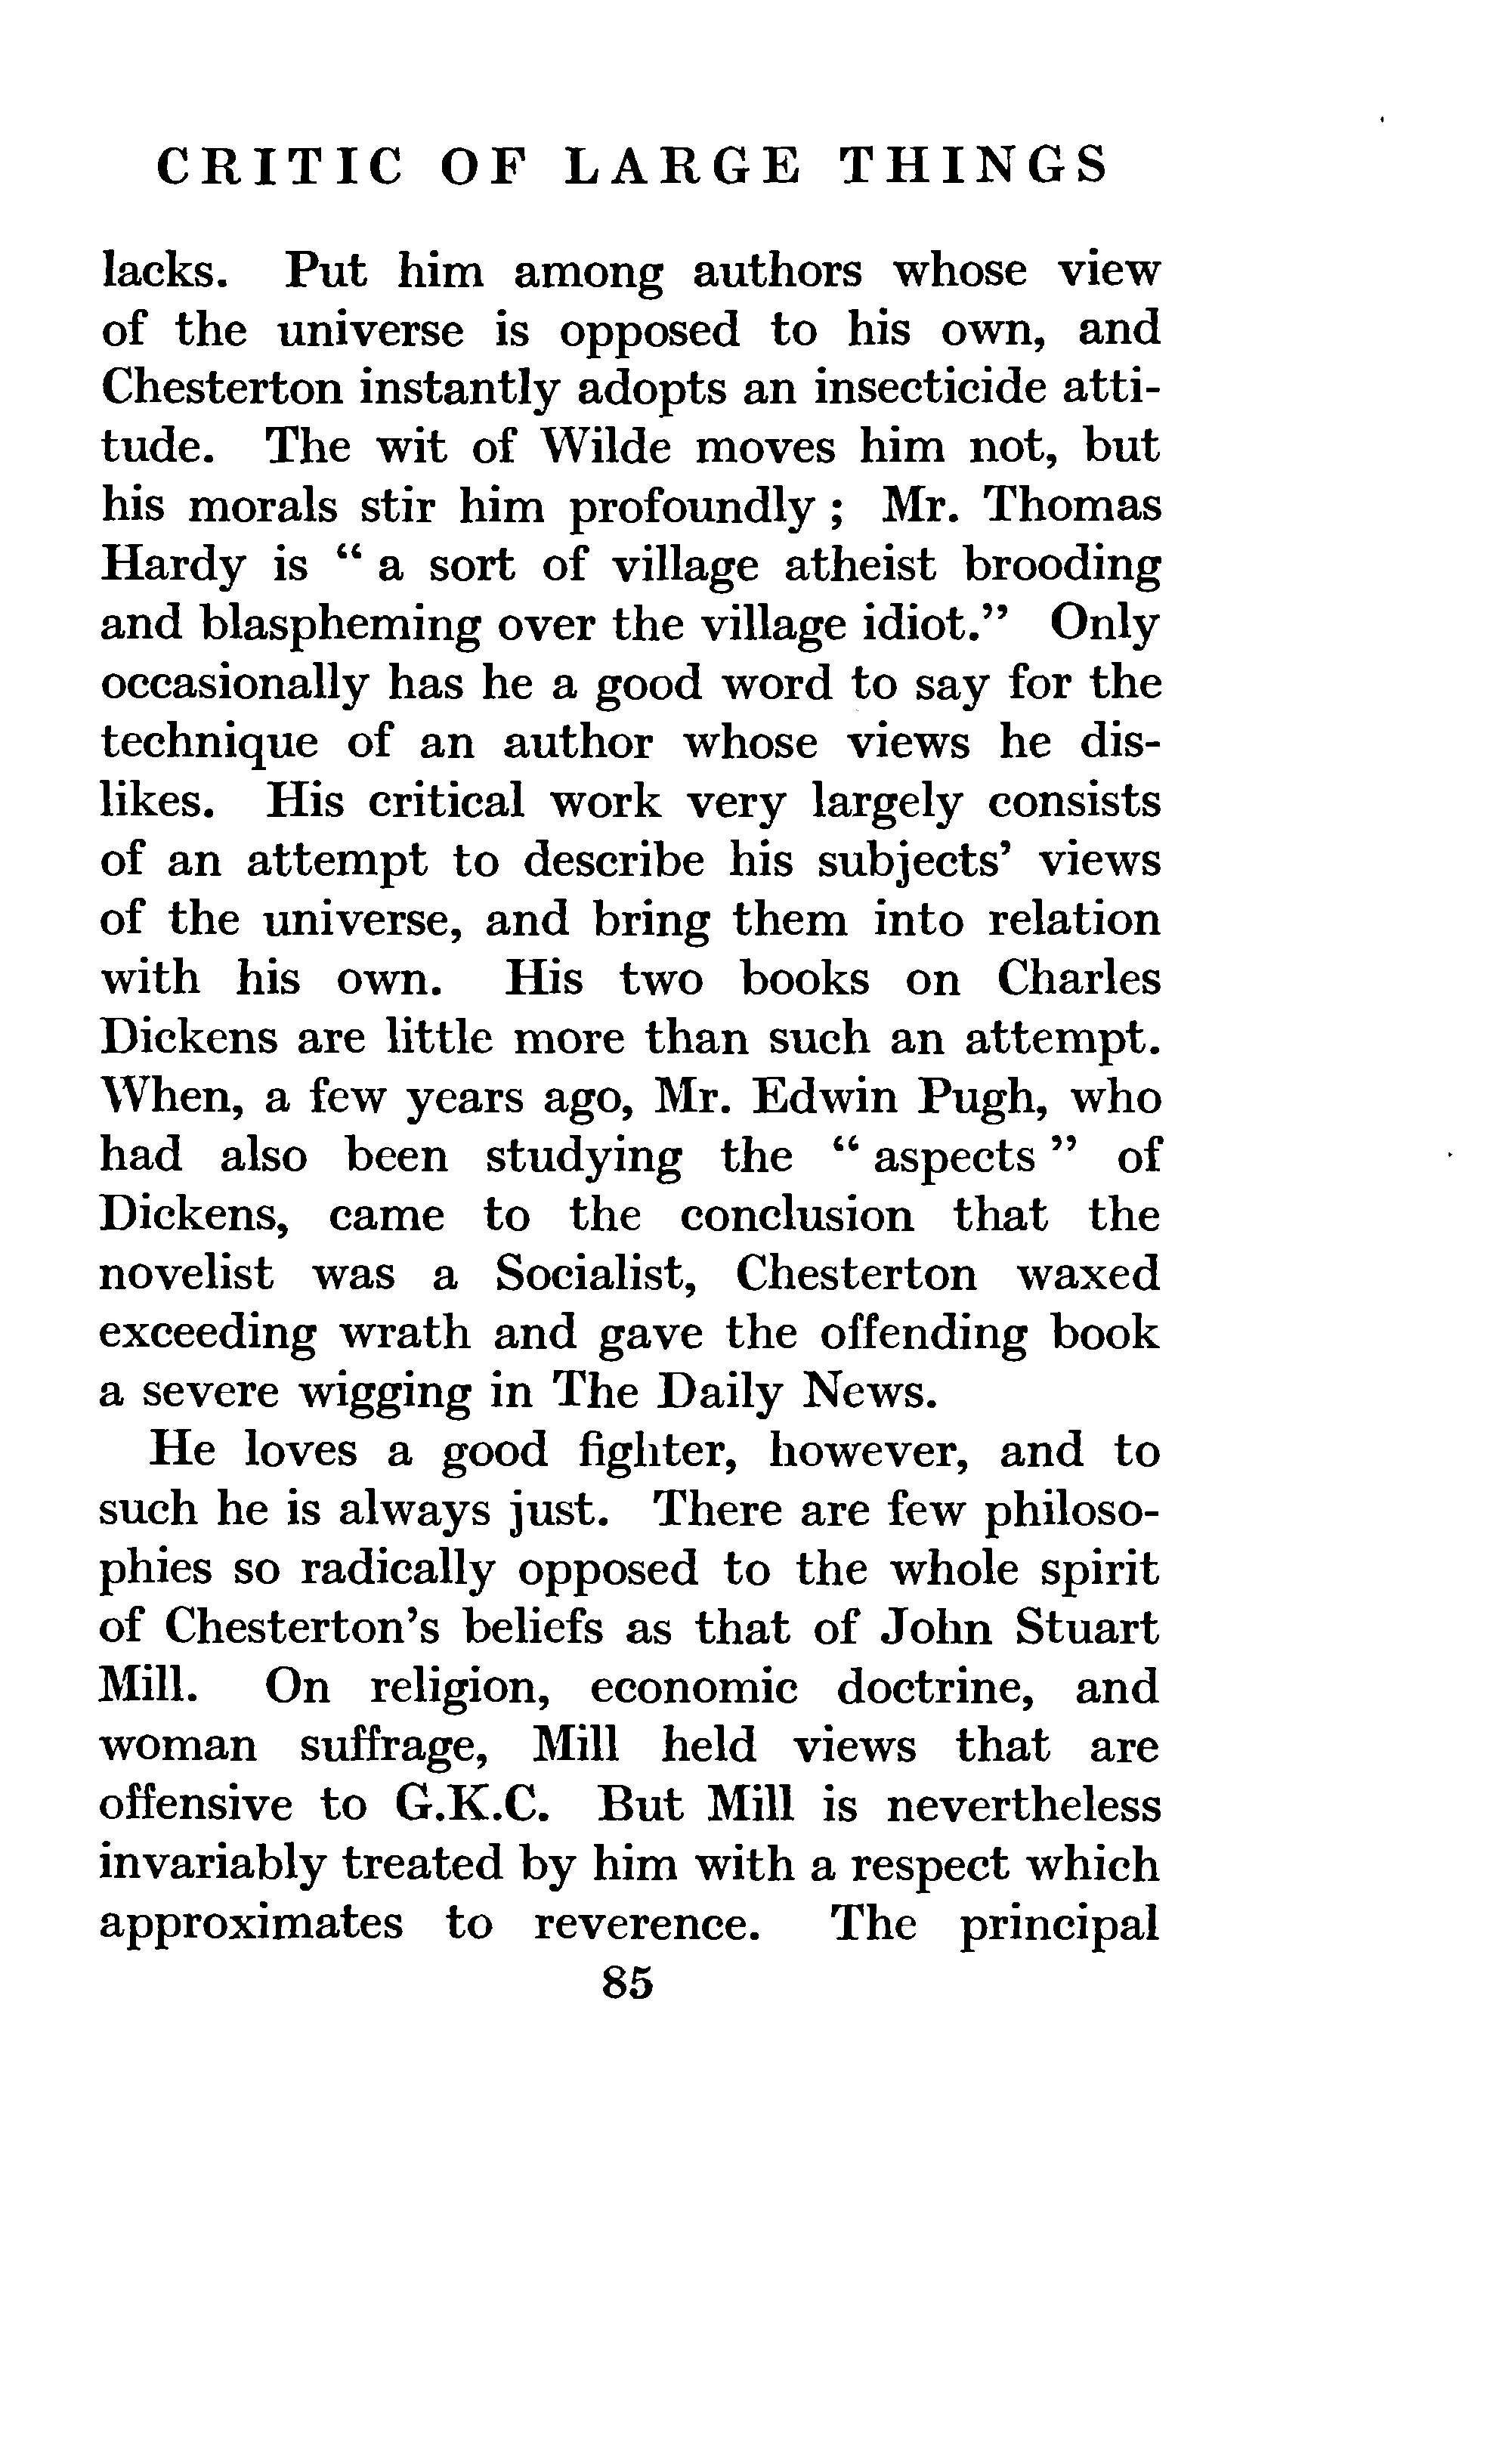 CRITIC OF LARGE THINGS
lacks. Put him among authors whose view
of the universe is opposed to his own, and
Chesterton instantly adopts an insecticide atti-
tude. The wit of Wilde moves him not, but
his morals stir him profoundly ; Mr. Thomas
Hardy is “ a sort of village atheist brooding
and blaspheming over the village idiot.” Only
occasionally has he a good word to say for the
technique of an author whose views he dis-
likes. His critical work very largely consists
of an attempt to describe his subjects’ views
of the universe, and bring them into relation
with his own. His two books on Charles
Dickens are little more than such an attempt.
When, a few years ago, Mr. Edwin Pugh, who
had also been studying the “ aspects ” of
Dickens, came to the conclusion that the
novelist was a Socialist, Chesterton waxed
exceeding wrath and gave the offending book
a severe wigging in The Daily News.
He loves a good fighter, however, and to
such he is always just. There are few philoso-
phies so radically opposed to the whole spirit
of Chesterton’s beliefs as that of John Stuart
Mill. On religion, economic doctrine, and
woman suffrage, Mill held views that are
offensive to G.K.C. But Mill is nevertheless
invariably treated by him with a respect which
approximates to reverence. The principal
85